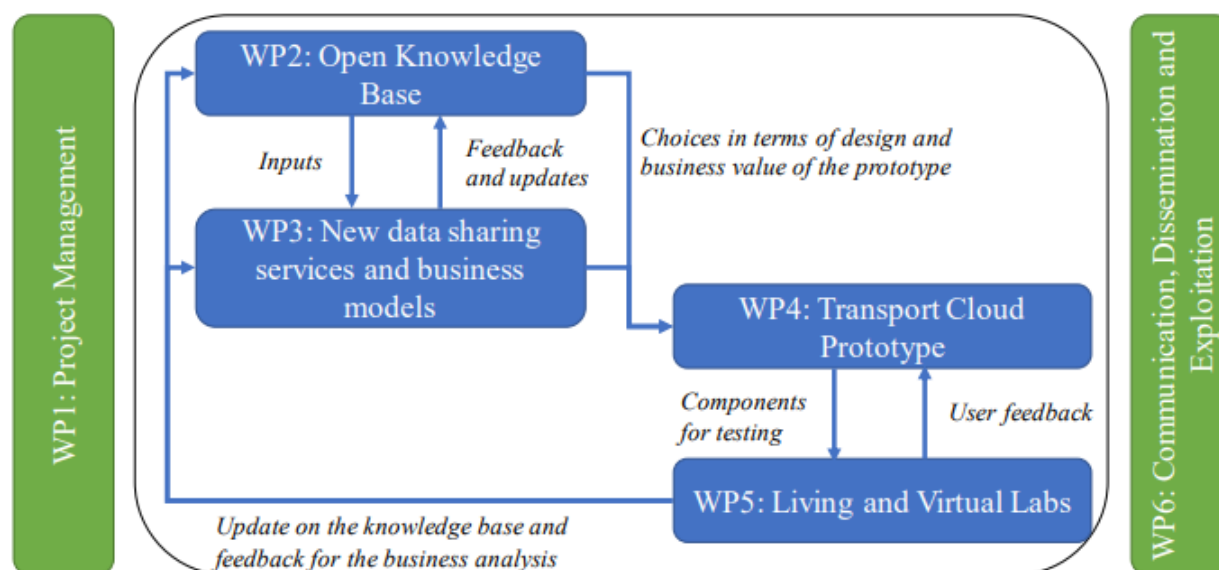 WP1: Project Management
WP2: Open Knowledge
Base
Inputs
Feedback
and updates
Choices in terms of design and
business value of the prototype
WP3: New data sharing
services and business
models
WP4: Transport Cloud
Prototype
Components
for testing
User feedback
WP5: Living and Virtual Labs
Update on the knowledge base and
feedback for the business analysis
WP6: Communication, Dissemination and
Exploitation